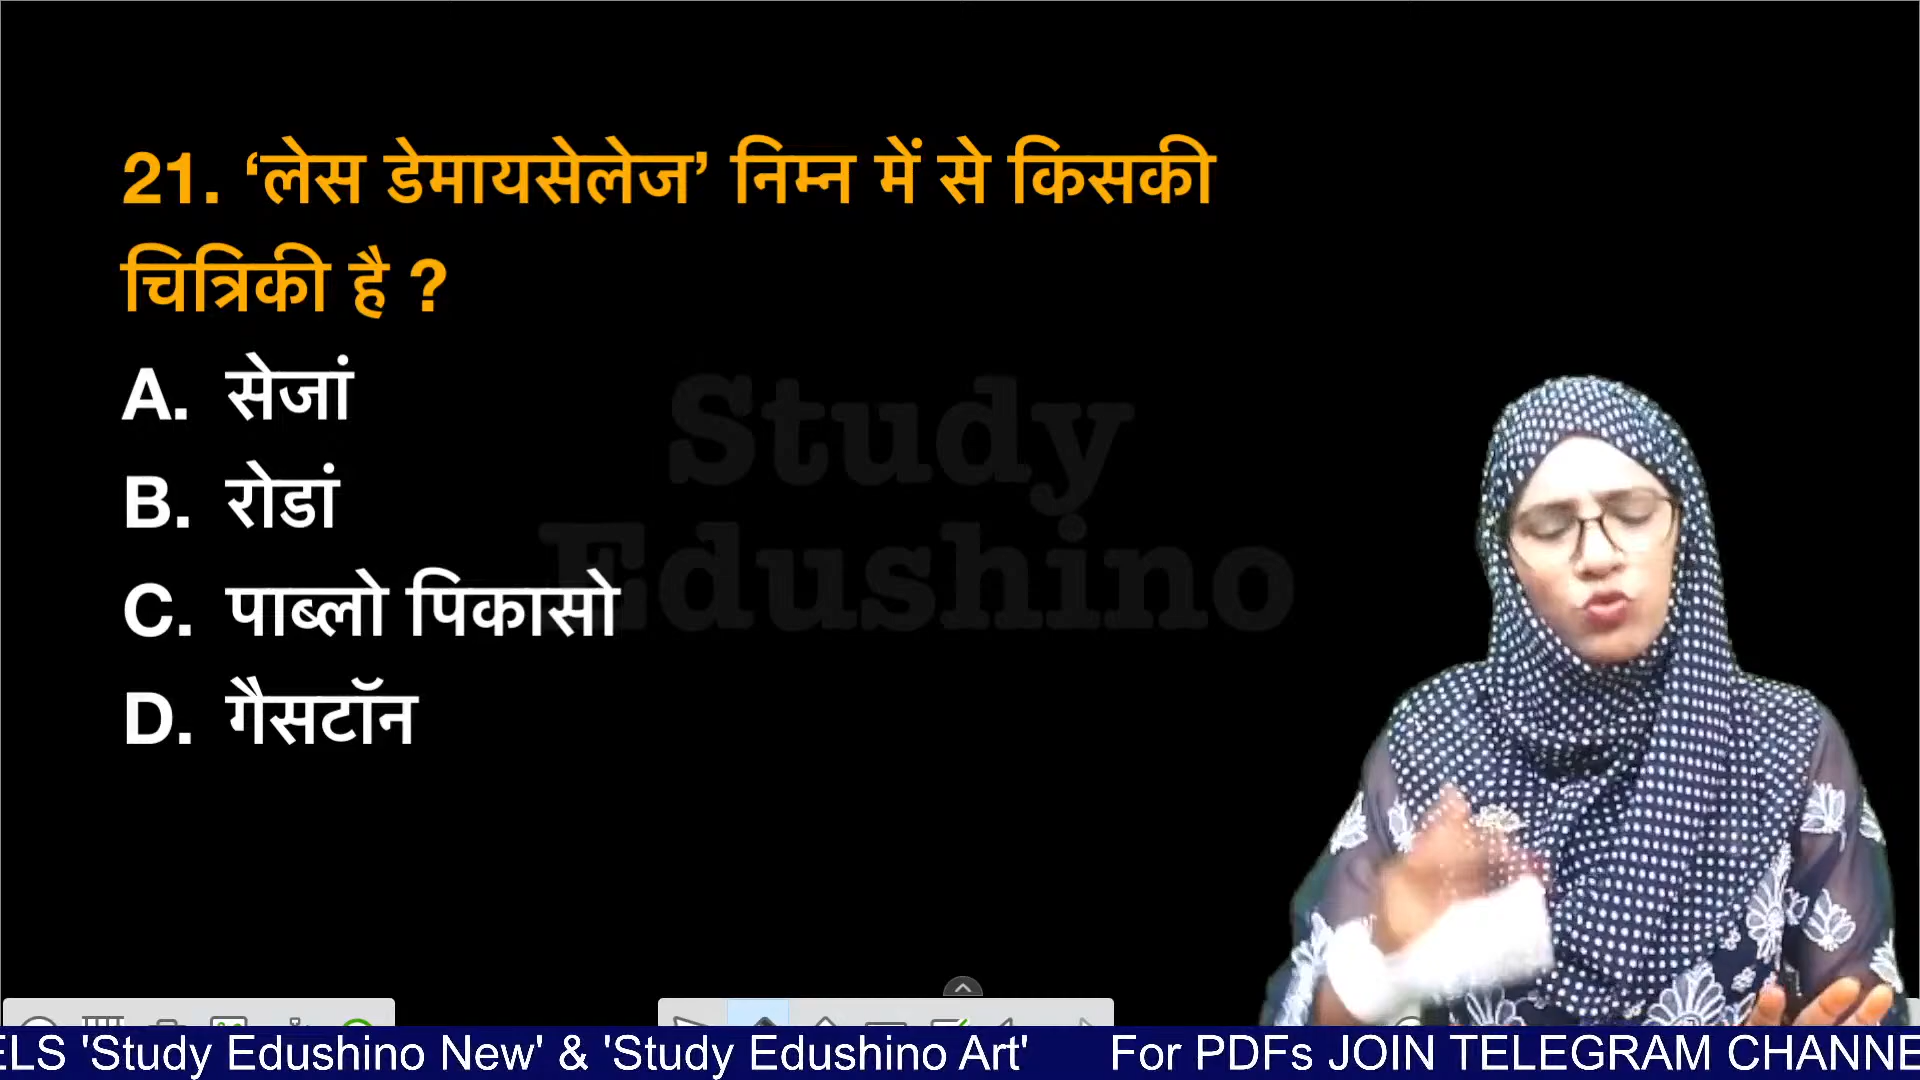 21. ‘लेस डेमायसेलेज’ निम्न में से किसकी
चित्रिकी है ?
A. सेजां
B. रोडां
C. पाब्लो पिकासो
D. गैसटॉन
Study
Edushino
ELS 'Study Edushino New' & 'Study Edushino Art' For PDFs JOIN TELEGRAM CHANNE